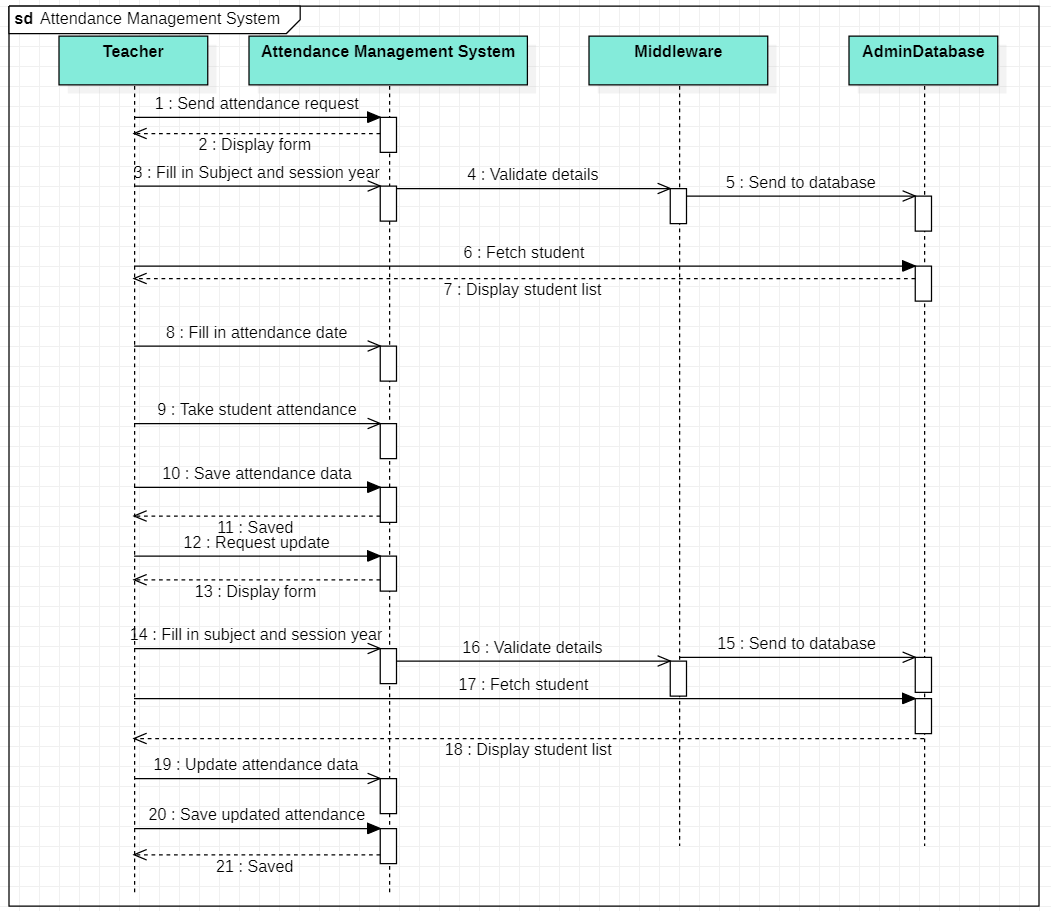 sd Attendance Management System
Teacher
Attendance Management System
Middleware
AdminDatabase
1 : Send attendance request
2 : Display form
3 : Fill in Subject and session year
4 : Validate details
5 : Send to database
6 : Fetch student
7 : Display student list
8 : Fill in attendance date
9 : Take student attendance
10 : Save attendance data
11 : Saved
12 : Request update
13 : Display form
14 : Fill in subject and session year
16 : Validate details
15 : Send to database
17 : Fetch student
18 : Display student list
19 : Update attendance data
20 : Save updated attendance
21 : Saved